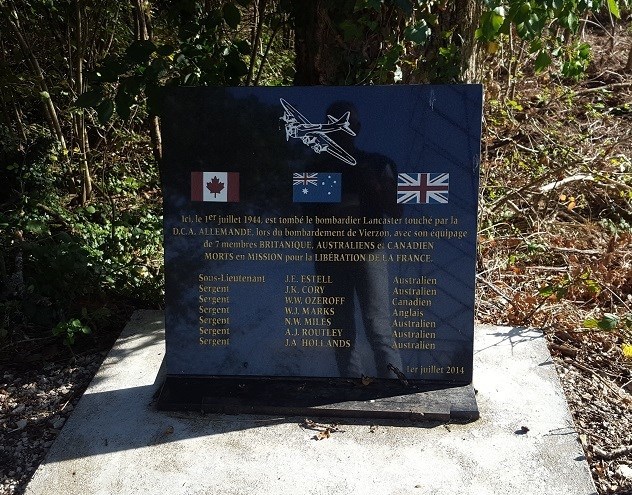 Ici, le 1er juillet 1944, est tombé le bombardier Lancaster touché par la
D.C.A. ALLEMANDE, lors du bombardement de Vierzon, avec son équipage
de 7 membres BRITANIQUE, AUSTRALIENS et CANADIEN
MORTS en MISSION pour la LIBÉRATION DE LA FRANCE.
Sous-Lieutenant J.E. ESTELL Australien
Sergent J.K. CORY Australien
Sergent W.W. OZEROFF Canadien
Sergent W.J. MARKS Anglais
Sergent N.W. MILES Australien
Sergent A.J. ROUTLEY Australien
Sergent J.A. HOLLANDS Australien
1er juillet 2014